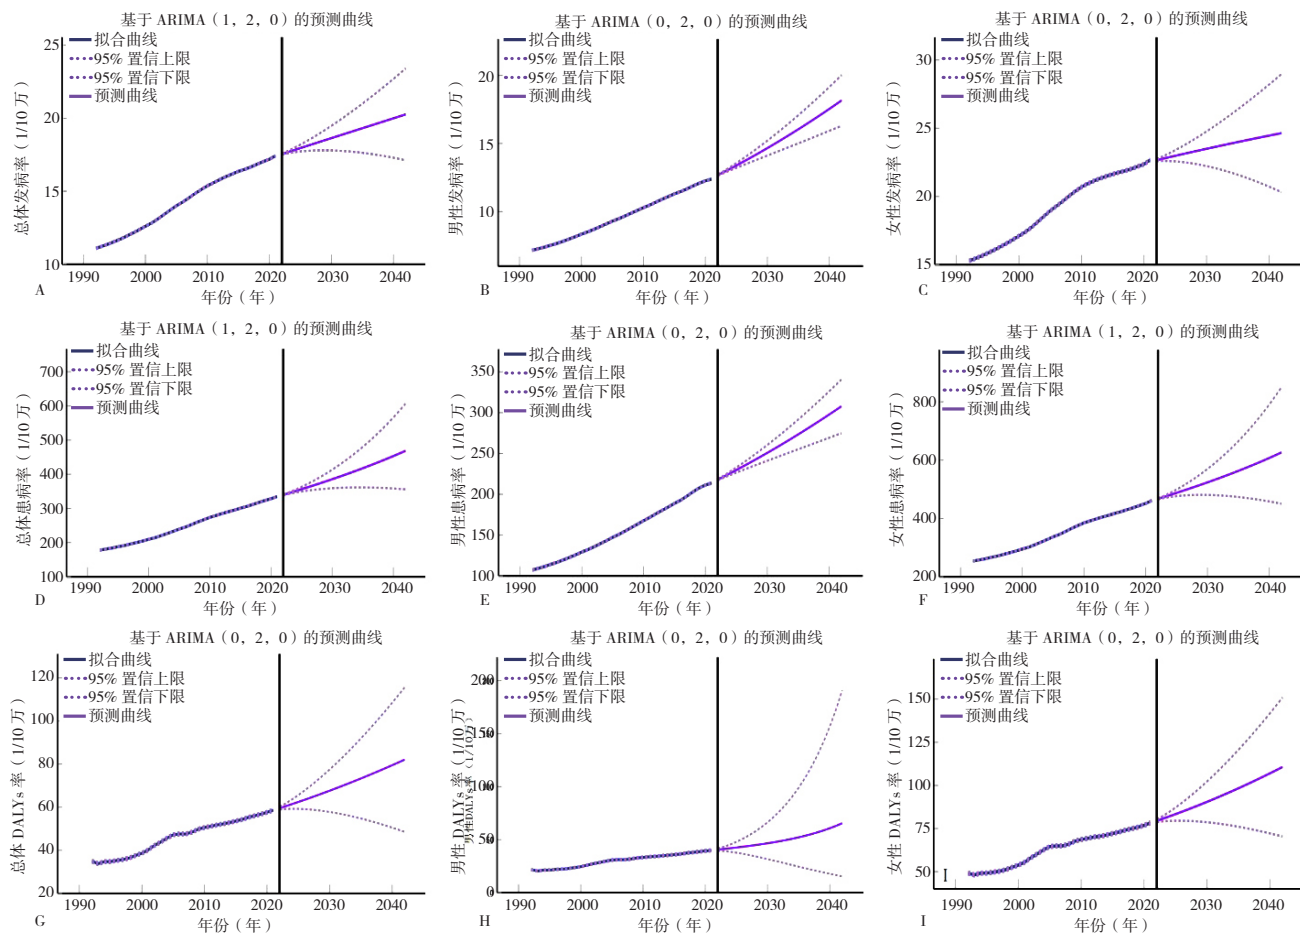 基于 ARIMA（1，2，0）的预测曲线
拟合曲线
95% 置信上限
95% 置信下限
预测曲线
总体发病率（1/10 万）
25
20
15
10
1990 2000 2010 2020 2030 2040
年份（年）
A
基于 ARIMA（0，2，0）的预测曲线
拟合曲线
95% 置信上限
95% 置信下限
预测曲线
男性发病率（1/10 万）
20
15
10
1990 2000 2010 2020 2030 2040
年份（年）
B
基于 ARIMA（0，2，0）的预测曲线
拟合曲线
95% 置信上限
95% 置信下限
预测曲线
女性发病率（1/10 万）
30
25
20
15
1990 2000 2010 2020 2030 2040
年份（年）
C
基于 ARIMA（1，2，0）的预测曲线
拟合曲线
95% 置信上限
95% 置信下限
预测曲线
总体患病率（1/10 万）
700
600
500
400
300
200
100
1990 2000 2010 2020 2030 2040
年份（年）
D
基于 ARIMA（0，2，0）的预测曲线
拟合曲线
95% 置信上限
95% 置信下限
预测曲线
男性患病率（1/10 万）
350
300
250
200
150
100
1990 2000 2010 2020 2030 2040
年份（年）
E
基于 ARIMA（1，2，0）的预测曲线
拟合曲线
95% 置信上限
95% 置信下限
预测曲线
女性患病率（1/10 万）
800
600
400
200
1990 2000 2010 2020 2030 2040
年份（年）
F
基于 ARIMA（0，2，0）的预测曲线
拟合曲线
95% 置信上限
95% 置信下限
预测曲线
总体 DALYs 率（1/10 万）
120
100
80
60
40
20
1990 2000 2010 2020 2030 2040
年份（年）
G
基于 ARIMA（0，2，0）的预测曲线
拟合曲线
95% 置信上限
95% 置信下限
预测曲线
男性 DALYs 率（1/10 万）
男性DALYs率（1/10万）
200
150
100
50
0
1990 2000 2010 2020 2030 2040
年份（年）
H
基于 ARIMA（0，2，0）的预测曲线
拟合曲线
95% 置信上限
95% 置信下限
预测曲线
女性 DALYs 率（1/10 万）
150
125
100
75
50
I
1990 2000 2010 2020 2030 2040
年份（年）
I